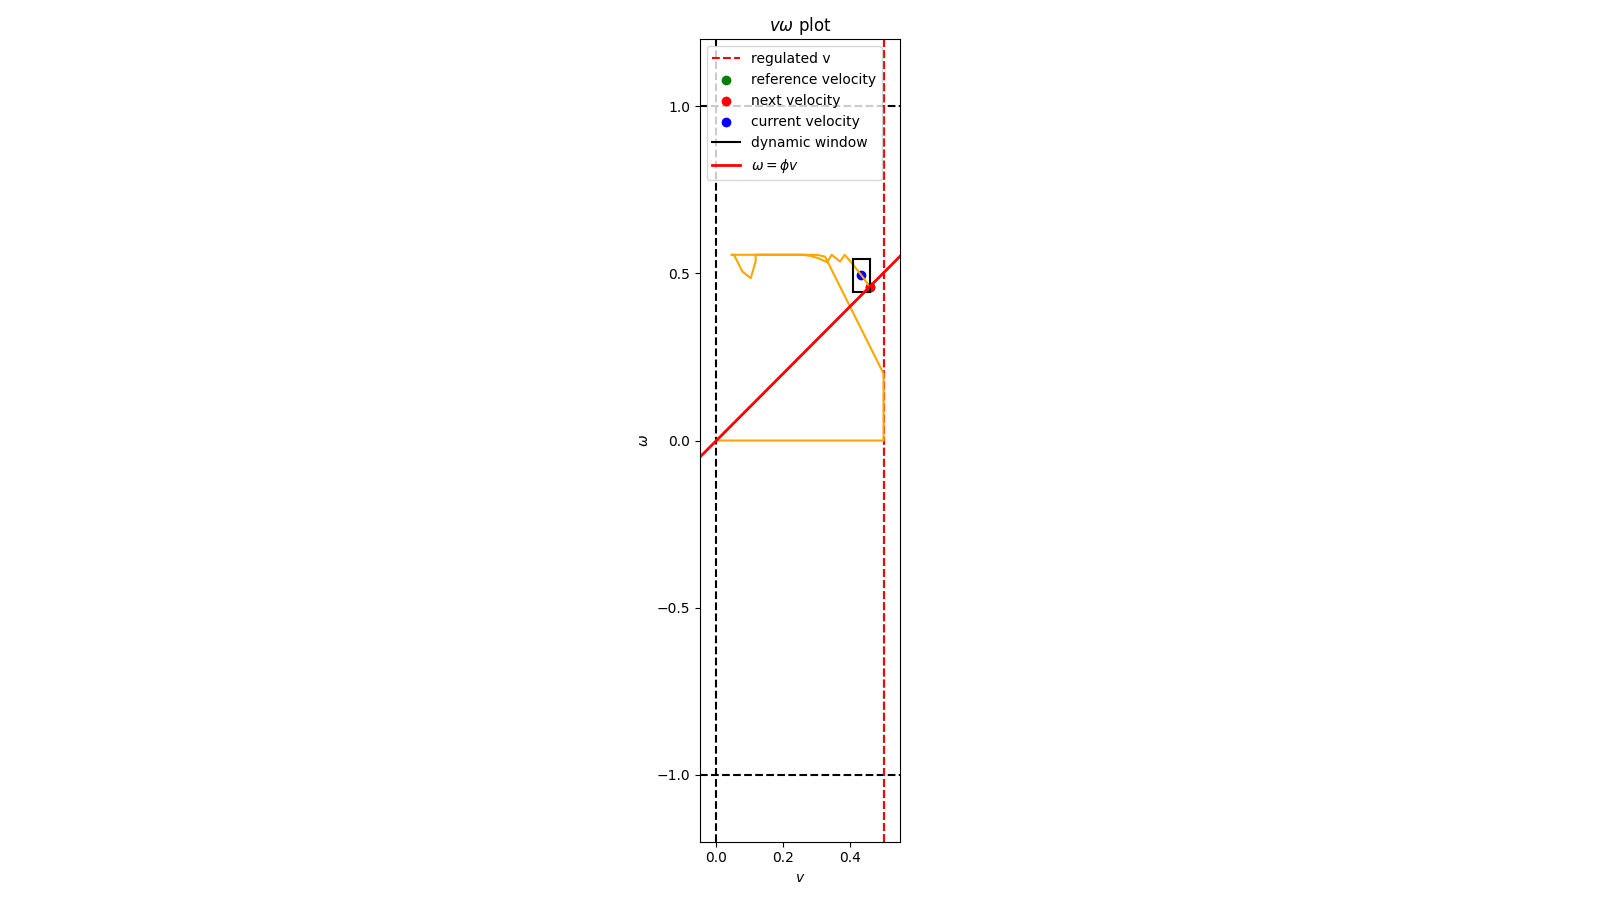 vω plot
regulated v
reference velocity
next velocity
current velocity
dynamic window
ω = ϕv
1.0
0.5
0.0
−0.5
−1.0
ω
0.0 0.2 0.4
v